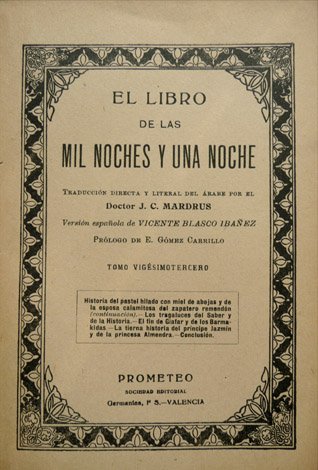 EL LIBRO
DE LAS
MIL NOCHES Y UNA NOCHE
TRADUCCIÓN DIRECTA Y LITERAL DEL ÁRABE POR EL
Doctor J. C. MARDRUS
Versión española de VICENTE BLASCO IBAÑEZ
PRÓLOGO DE E. GÓMEZ CARRILLO
TOMO VIGÉSIMOTERCERO
Historia del pastel hilado con miel de abejas y de
la esposa calamitosa del zapatero remendón
(continuación).—Los tragaluces del Saber y
de la Historia.—El fin de Giafar y de los Barma-
kidas.—La tierna historia del príncipe Jazmín
y de la princesa Almendra.—Conclusión.
PROMETEO
SOCIEDAD EDITORIAL
Germanías, F S.—VALENCIA